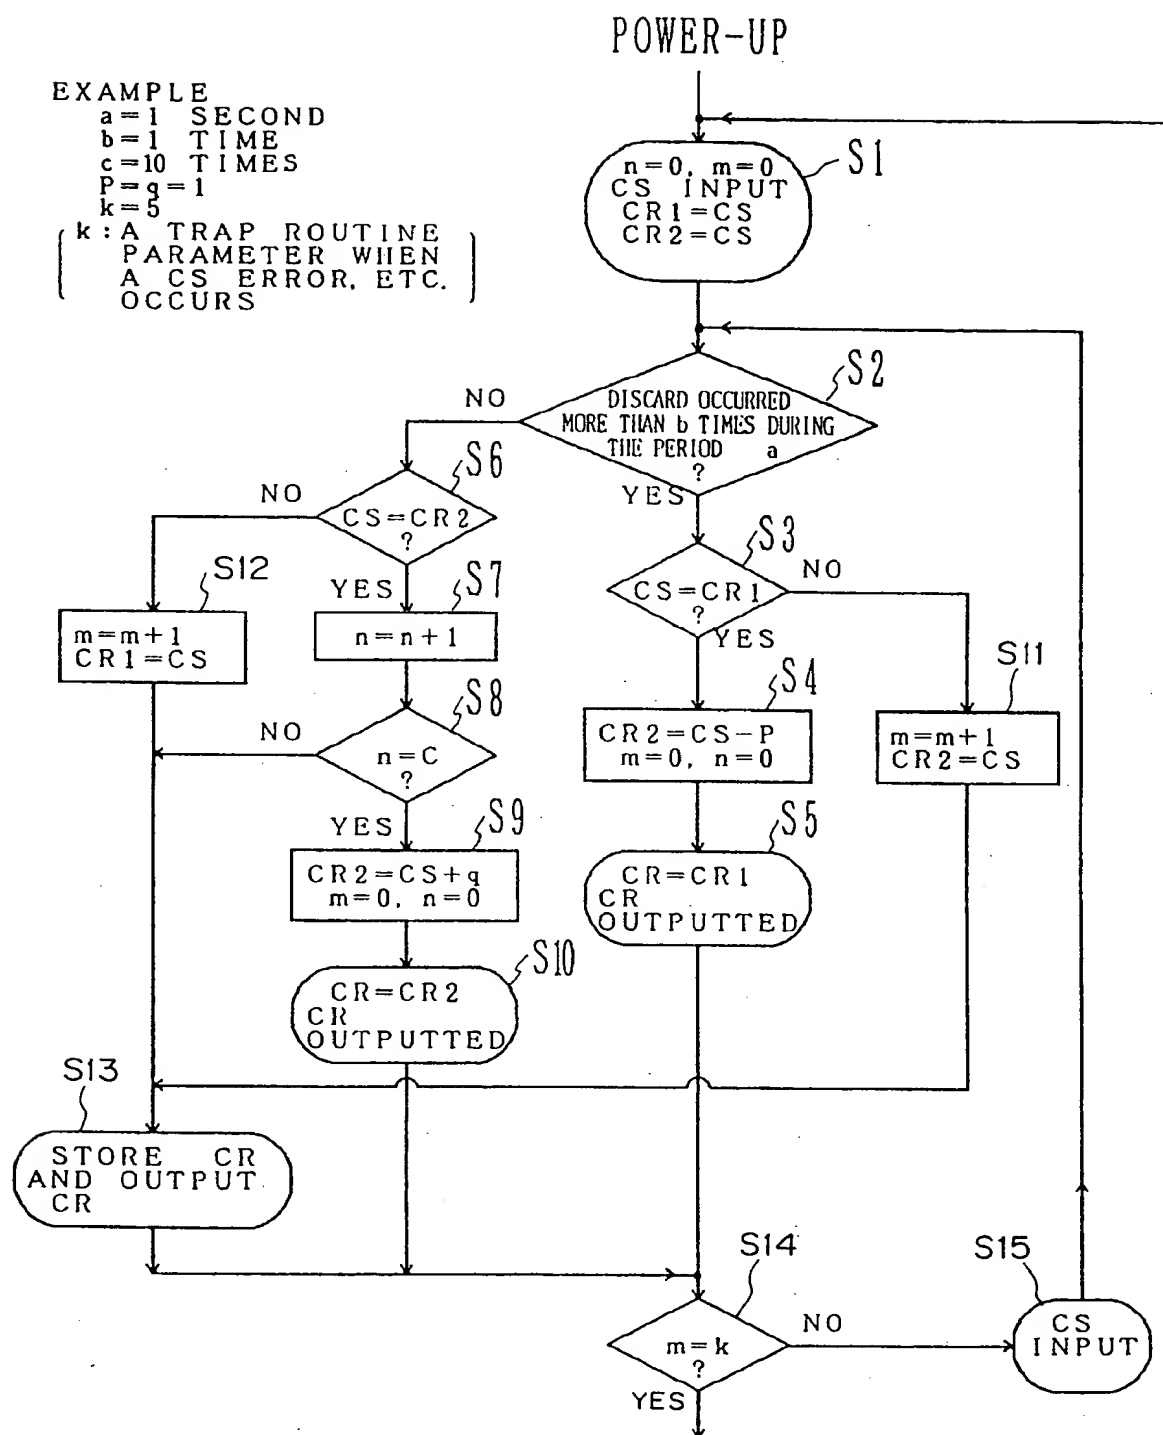 POWER-UP
EXAMPLE
a=1 SECOND
b=1 TIME
c=10 TIMES
P=q=1
k=5
k: A TRAP ROUTINE
PARAMETER WHEN
A CS ERROR, ETC.
OCCURS
S1
n=0, m=0
CS INPUT
CR1=CS
CR2=CS
S2
DISCARD OCCURRED
MORE THAN b TIMES DURING
THE PERIOD a
?
NO
YES
S6
CS=CR2
?
NO
YES
S3
CS=CR1
?
NO
YES
S12
m=m+1
CR1=CS
S7
n=n+1
S4
CR2=CS-P
m=0, n=0
S11
m=m+1
CR2=CS
S8
n=C
?
NO
YES
S9
CR2=CS+q
m=0, n=0
S5
CR=CR1
CR
OUTPUTTED
S10
CR=CR2
CR
OUTPUTTED
S13
STORE CR
AND OUTPUT
CR
S14
m=k
?
NO
YES
S15
CS
INPUT